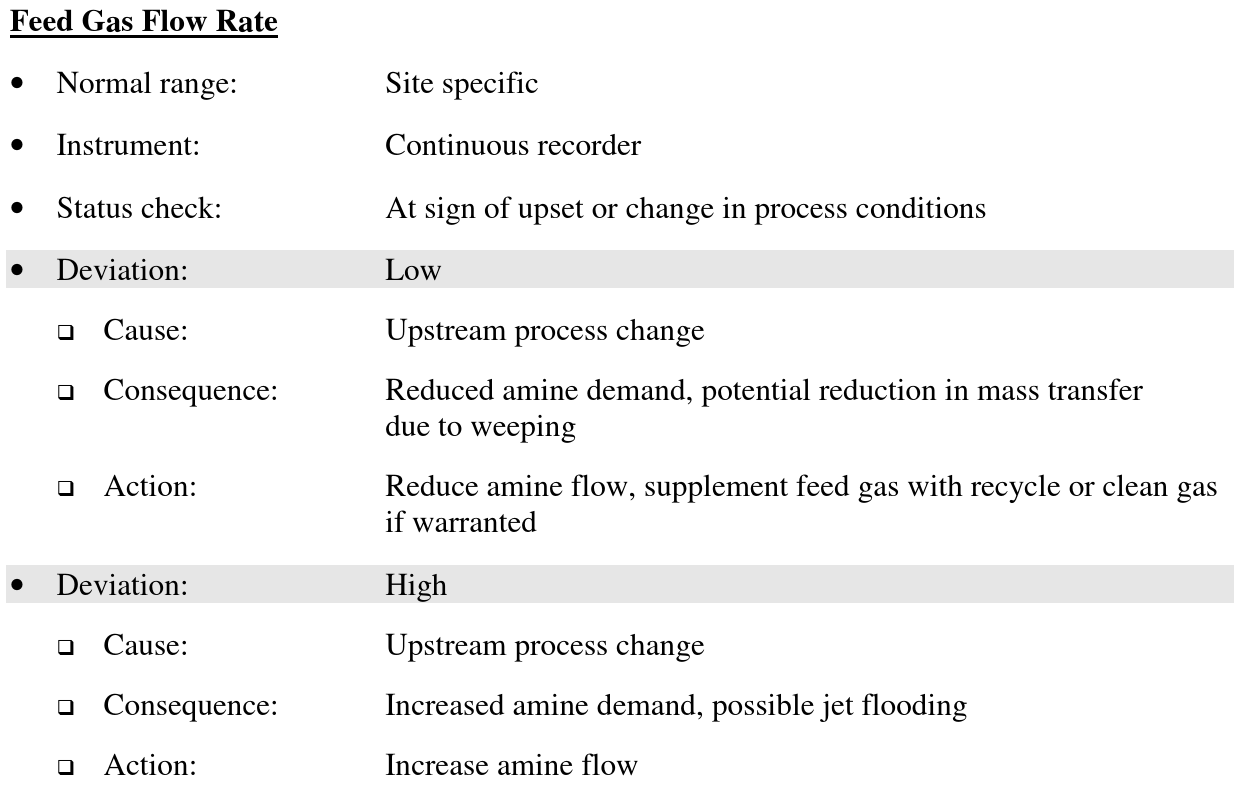 Feed Gas Flow Rate
• Normal range: Site specific
• Instrument: Continuous recorder
• Status check: At sign of upset or change in process conditions
• Deviation: Low
❑ Cause: Upstream process change
❑ Consequence: Reduced amine demand, potential reduction in mass transfer
due to weeping
❑ Action: Reduce amine flow, supplement feed gas with recycle or clean gas
if warranted
• Deviation: High
❑ Cause: Upstream process change
❑ Consequence: Increased amine demand, possible jet flooding
❑ Action: Increase amine flow